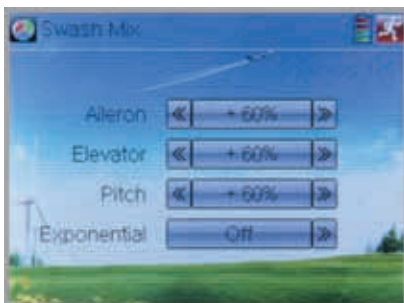 Swash Mix
Aileron + 60%
Elevator + 60%
Pitch + 60%
Exponential Off